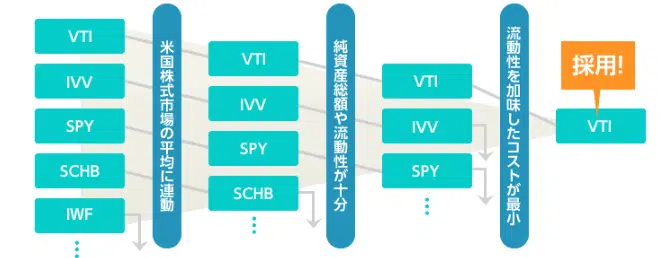 VTI
IVV
SPY
SCHB
IWF
米国株式市場の平均に連動
VTI
IVV
SPY
SCHB
純資産総額や流動性が十分
VTI
IVV
SPY
流動性を加味したコストが最小
採用!
VTI